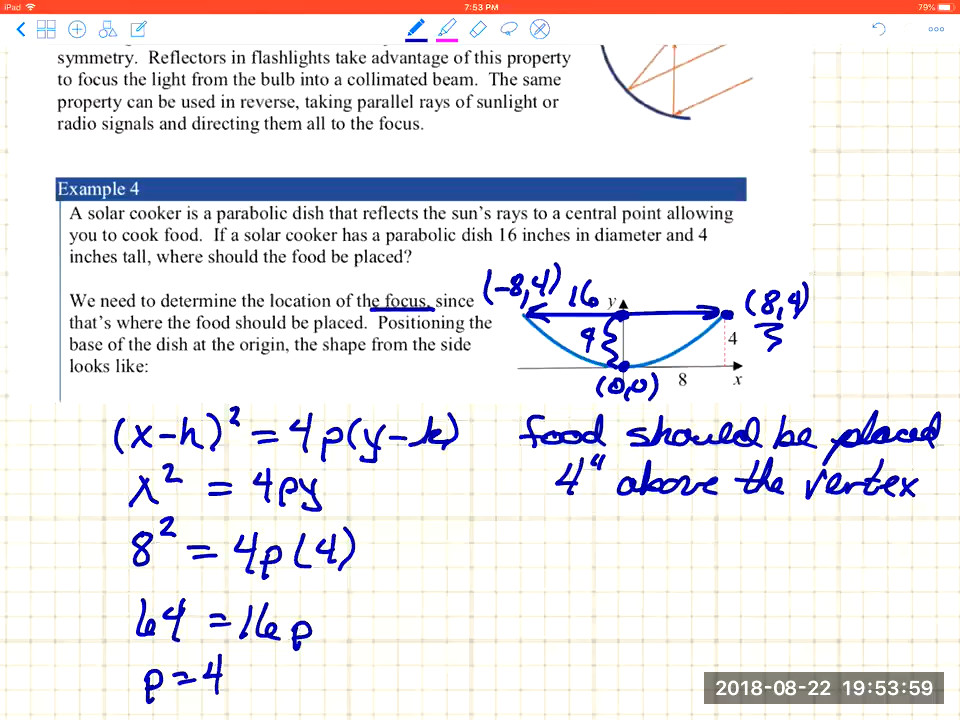 iPad
7:53 PM
79%
symmetry. Reflectors in flashlights take advantage of this property
to focus the light from the bulb into a collimated beam. The same
property can be used in reverse, taking parallel rays of sunlight or
radio signals and directing them all to the focus.
Example 4
A solar cooker is a parabolic dish that reflects the sun's rays to a central point allowing
you to cook food. If a solar cooker has a parabolic dish 16 inches in diameter and 4
inches tall, where should the food be placed?
We need to determine the location of the focus, since
that's where the food should be placed. Positioning the
base of the dish at the origin, the shape from the side
looks like:
(-8,4) 16 y (8,4)
4 4
(0,0) 8 x
(x-h)² = 4p(y-k)
x² = 4py
8² = 4p(4)
64 = 16p
p = 4
food should be placed
4" above the vertex
2018-08-22 19:53:59